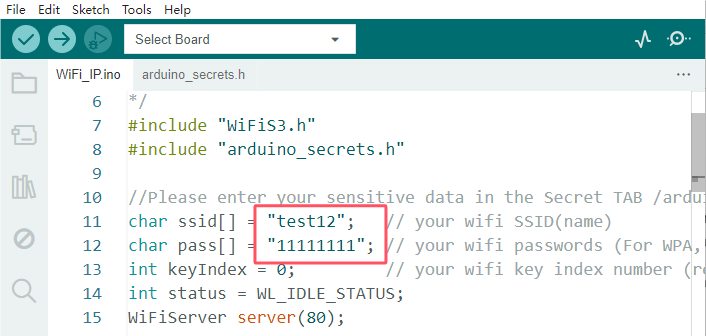 File Edit Sketch Tools Help
Select Board
WiFi_IP.ino arduino_secrets.h ...
6 */
7 #include "WiFiS3.h"
8 #include "arduino_secrets.h"
9
10 //Please enter your sensitive data in the Secret TAB /ardu
11 char ssid[] = "test12"; // your wifi SSID(name)
12 char pass[] = "11111111"; // your wifi passwords (For WPA,
13 int keyIndex = 0; // your wifi key index number (re
14 int status = WL_IDLE_STATUS;
15 WiFiServer server(80);